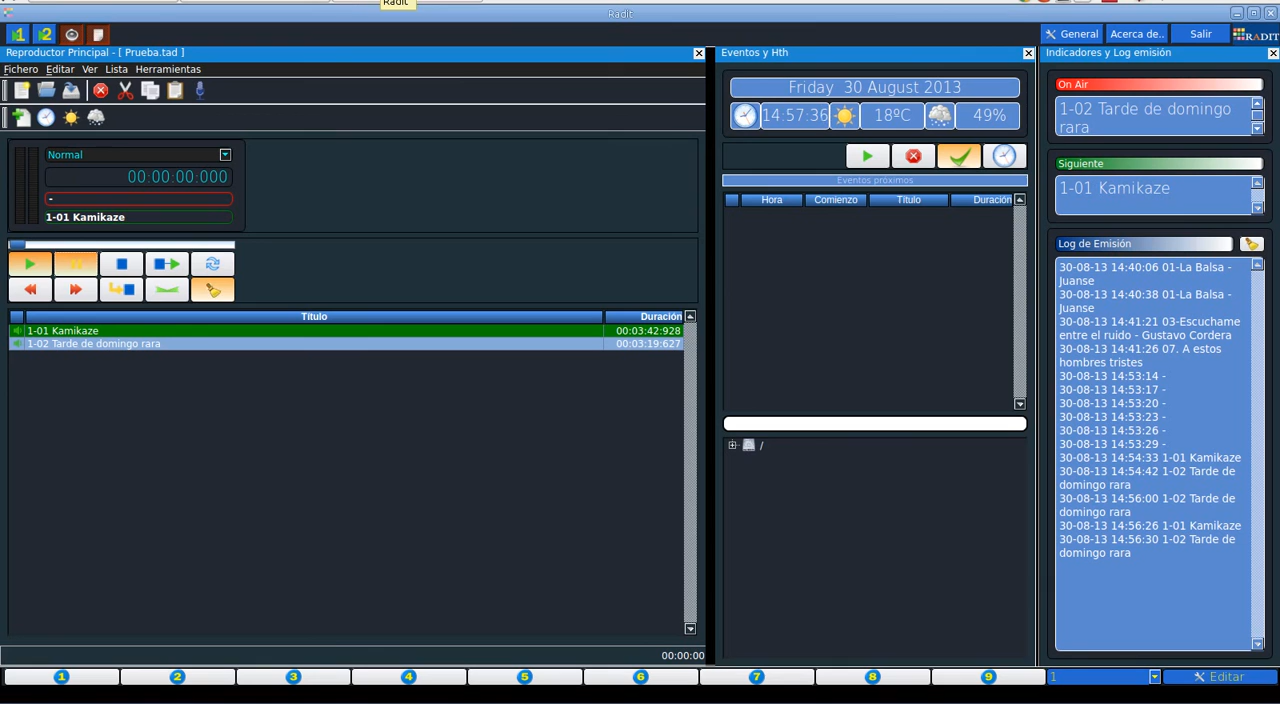 Radit
Radit
1
2
General
Acerca de..
Salir
RADIT
Reproductor Principal - [ Prueba.tad ]
Fichero Editar Ver Lista Herramientas
Normal
00:00:00:000
-
1-01 Kamikaze
Título Duración
1-01 Kamikaze 00:03:42:928
1-02 Tarde de domingo rara 00:03:19:627
00:00:00
Eventos y Hth
Friday 30 August 2013
14:57:36 18ºC 49%
Eventos próximos
Hora Comienzo Título Duración
/
Indicadores y Log emisión
On Air
1-02 Tarde de domingo
rara
Siguiente
1-01 Kamikaze
Log de Emisión
30-08-13 14:40:06 01-La Balsa -
Juanse
30-08-13 14:40:38 01-La Balsa -
Juanse
30-08-13 14:41:21 03-Escuchame
entre el ruido - Gustavo Cordera
30-08-13 14:41:26 07. A estos
hombres tristes
30-08-13 14:53:14 -
30-08-13 14:53:17 -
30-08-13 14:53:20 -
30-08-13 14:53:23 -
30-08-13 14:53:26 -
30-08-13 14:53:29 -
30-08-13 14:54:33 1-01 Kamikaze
30-08-13 14:54:42 1-02 Tarde de
domingo rara
30-08-13 14:56:00 1-02 Tarde de
domingo rara
30-08-13 14:56:26 1-01 Kamikaze
30-08-13 14:56:30 1-02 Tarde de
domingo rara
1 2 3 4 5 6 7 8 9
1
Editar